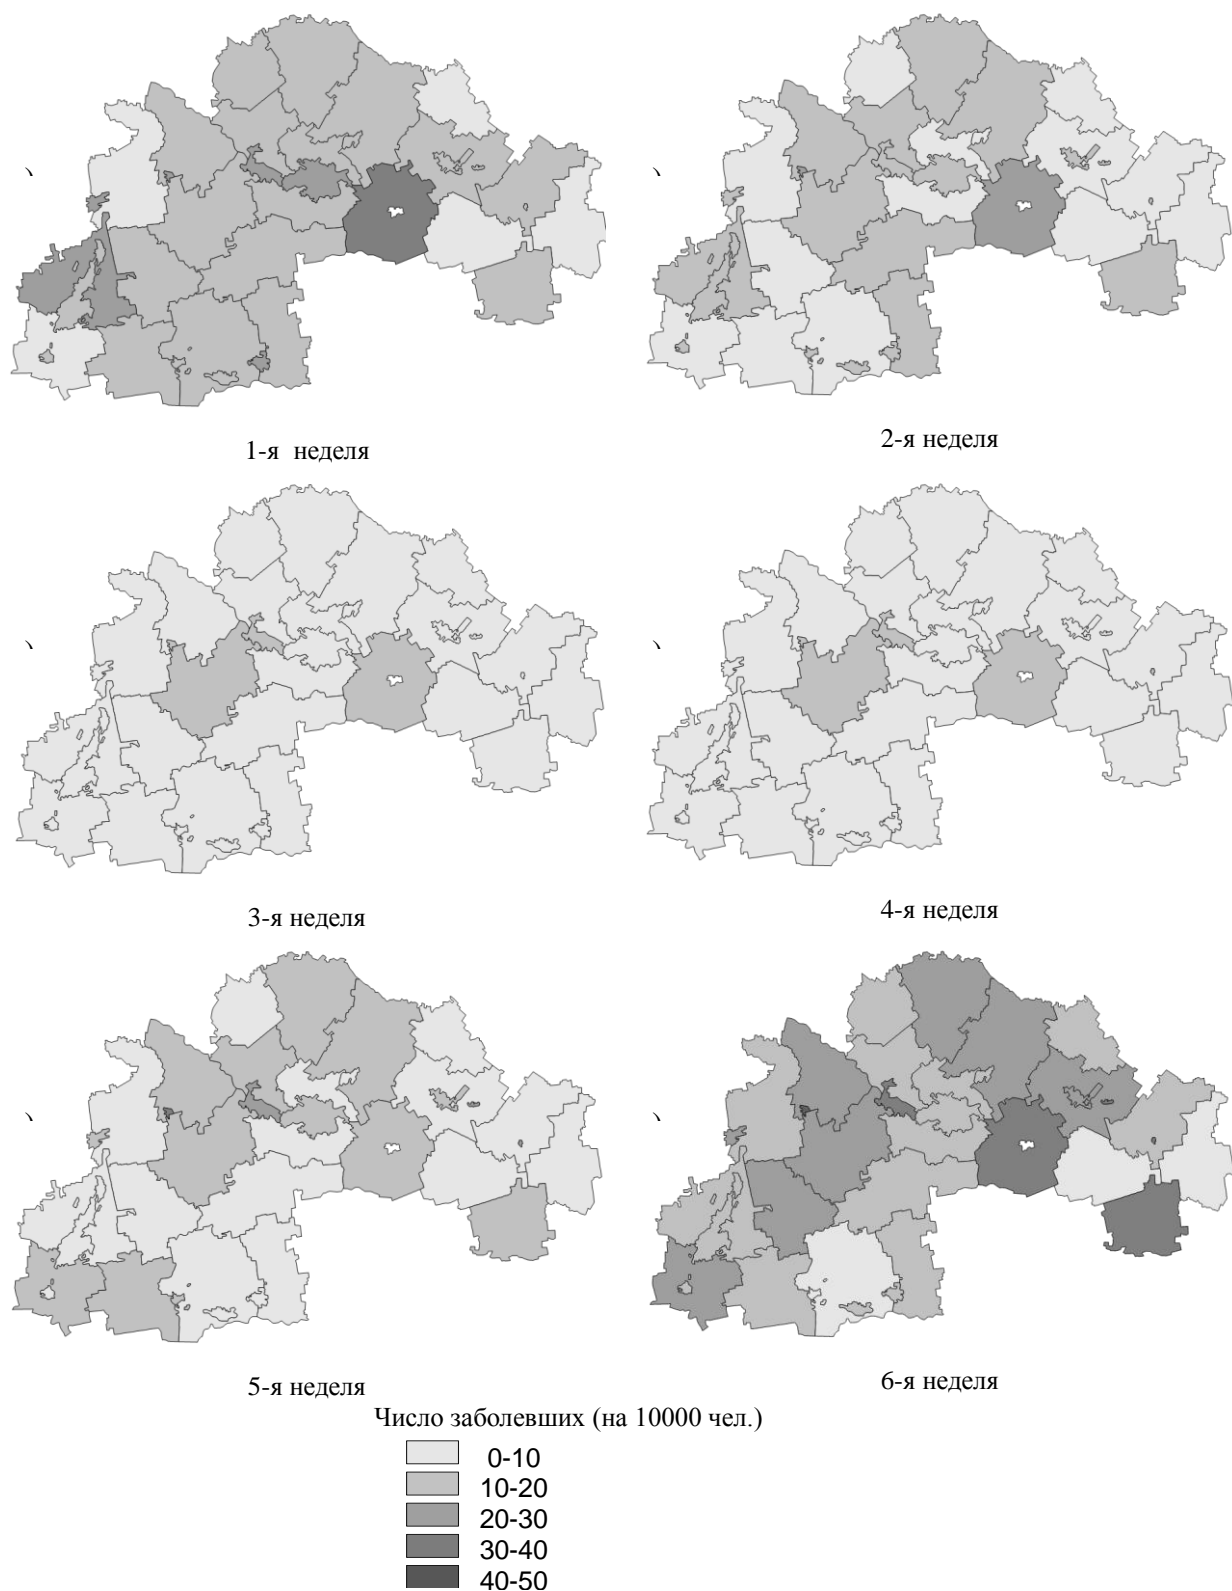 1-я неделя
2-я неделя
3-я неделя
4-я неделя
5-я неделя
6-я неделя
Число заболевших (на 10000 чел.)
0-10
10-20
20-30
30-40
40-50